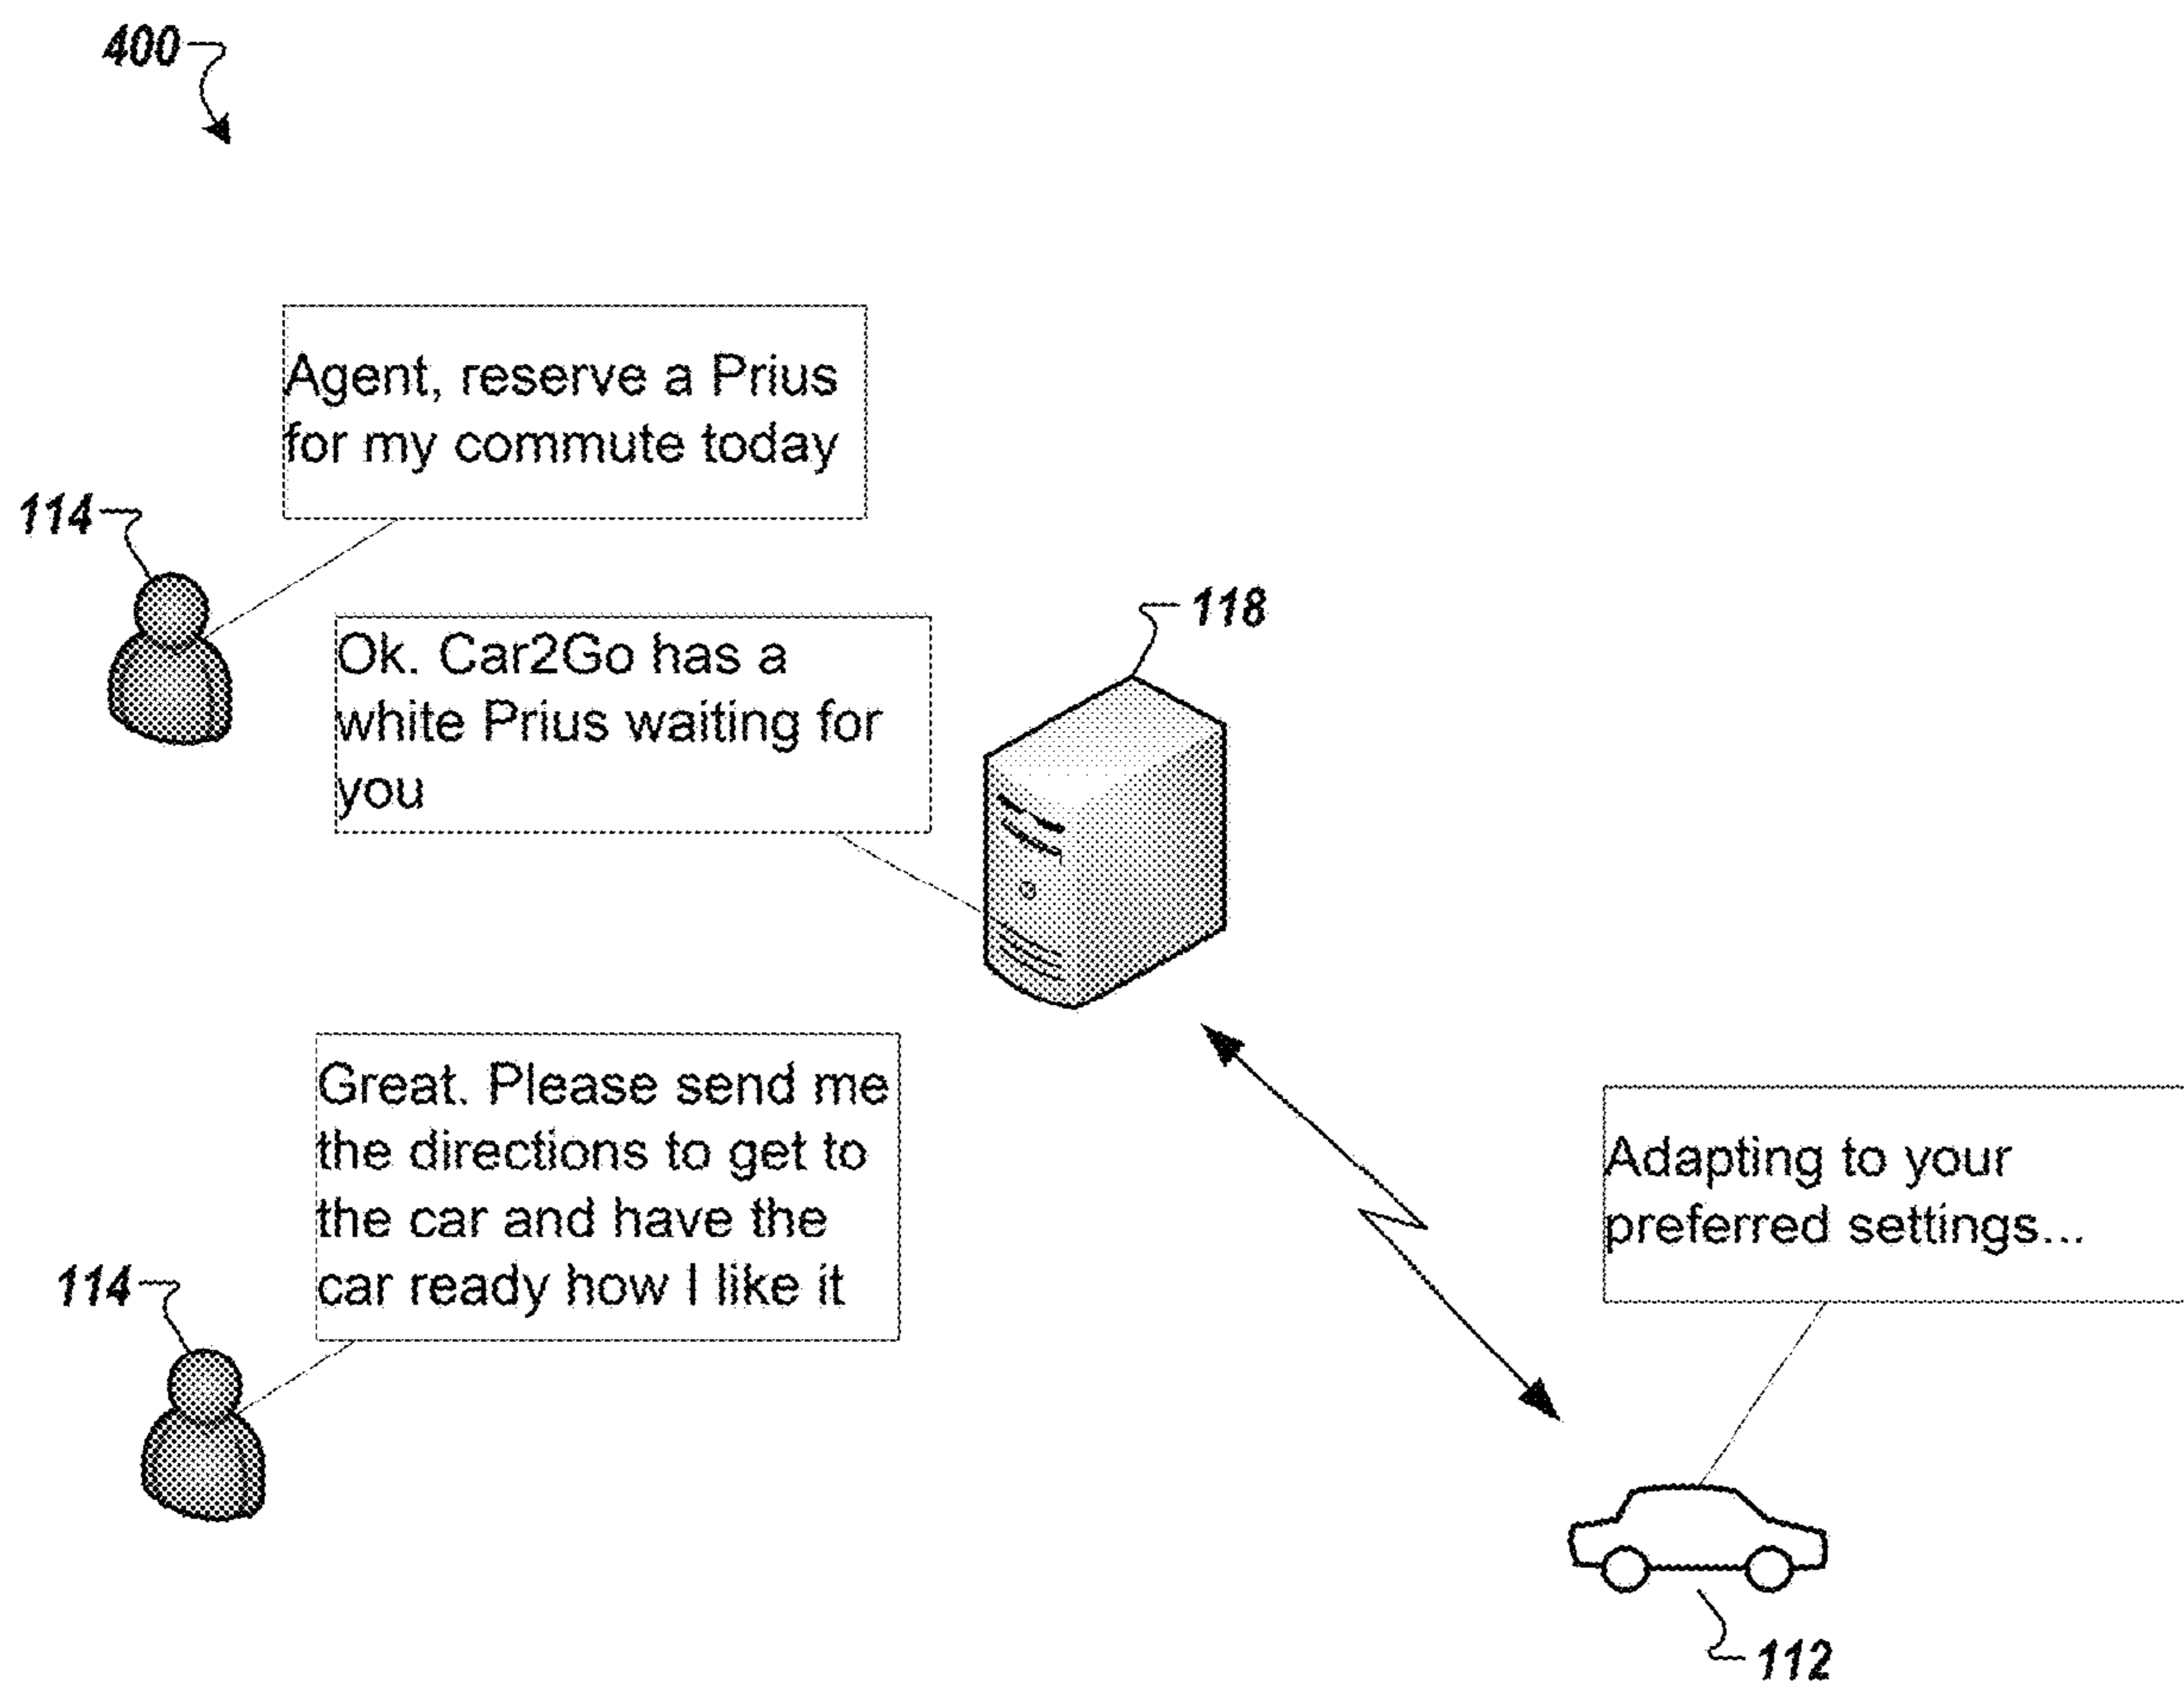 400
Agent, reserve a Prius
for my commute today
114
Ok. Car2Go has a
white Prius waiting for
you
118
Great. Please send me
the directions to get to
the car and have the
car ready how I like it
114
Adapting to your
preferred settings...
112